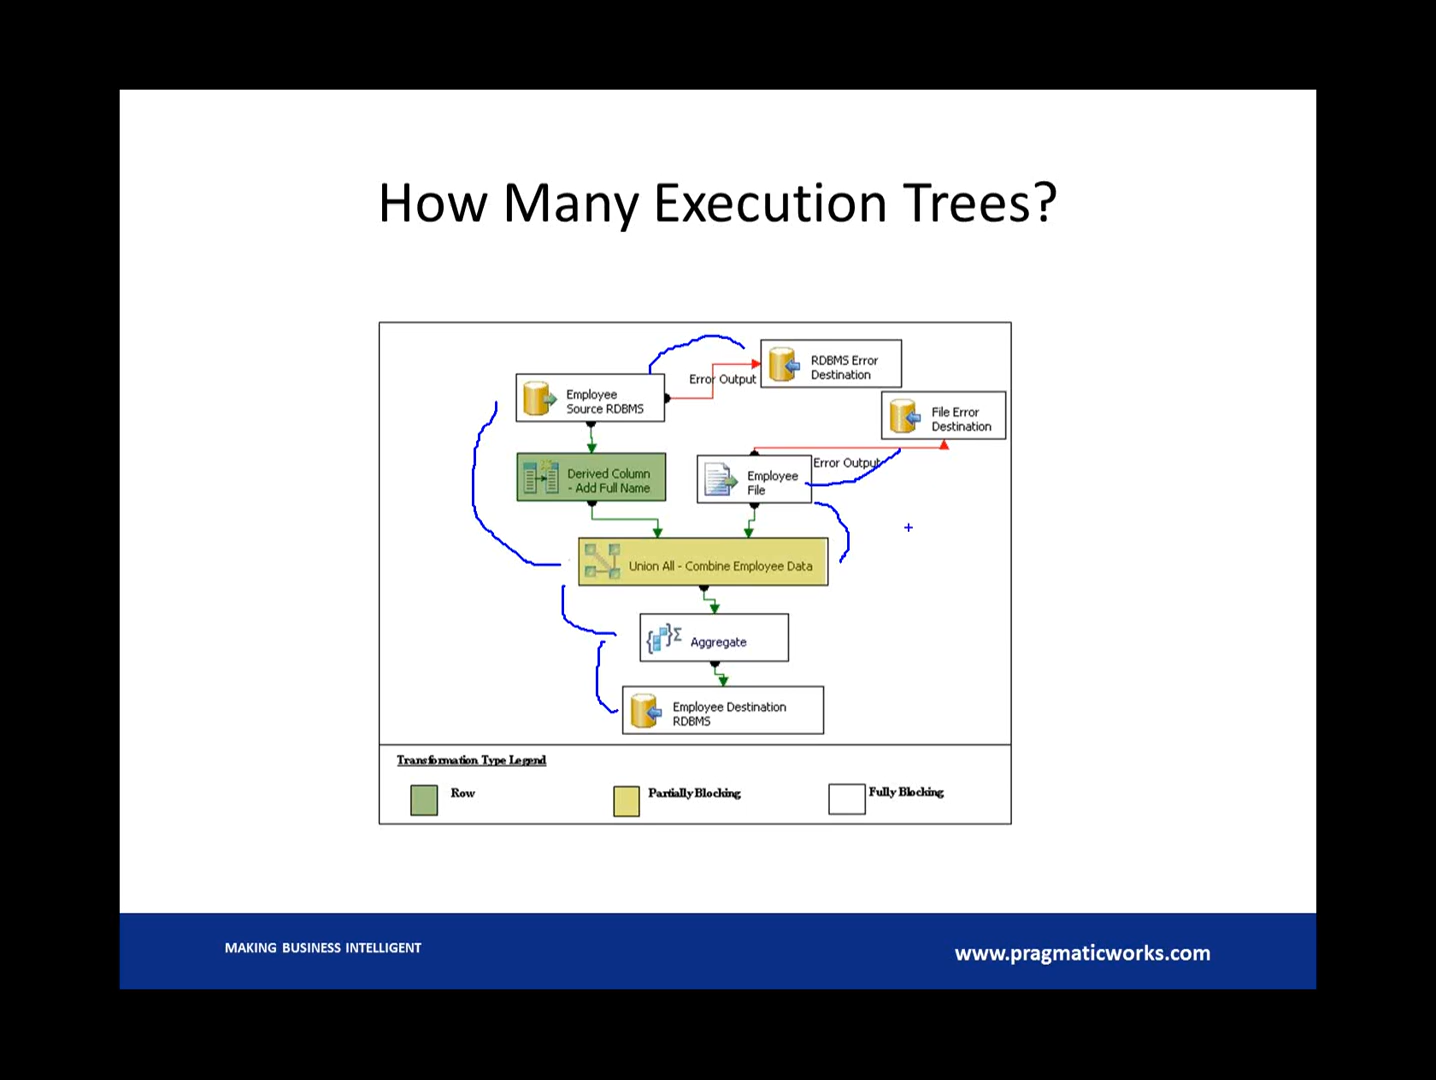 How Many Execution Trees?
RDBMS Error
Destination
Error Output
Employee
Source RDBMS
File Error
Destination
Error Output
Derived Column
- Add Full Name
Employee
File
Union All - Combine Employee Data
Aggregate
Employee Destination
RDBMS
Transformation Type Legend
Row
Partially Blocking
Fully Blocking
MAKING BUSINESS INTELLIGENT
www.pragmaticworks.com